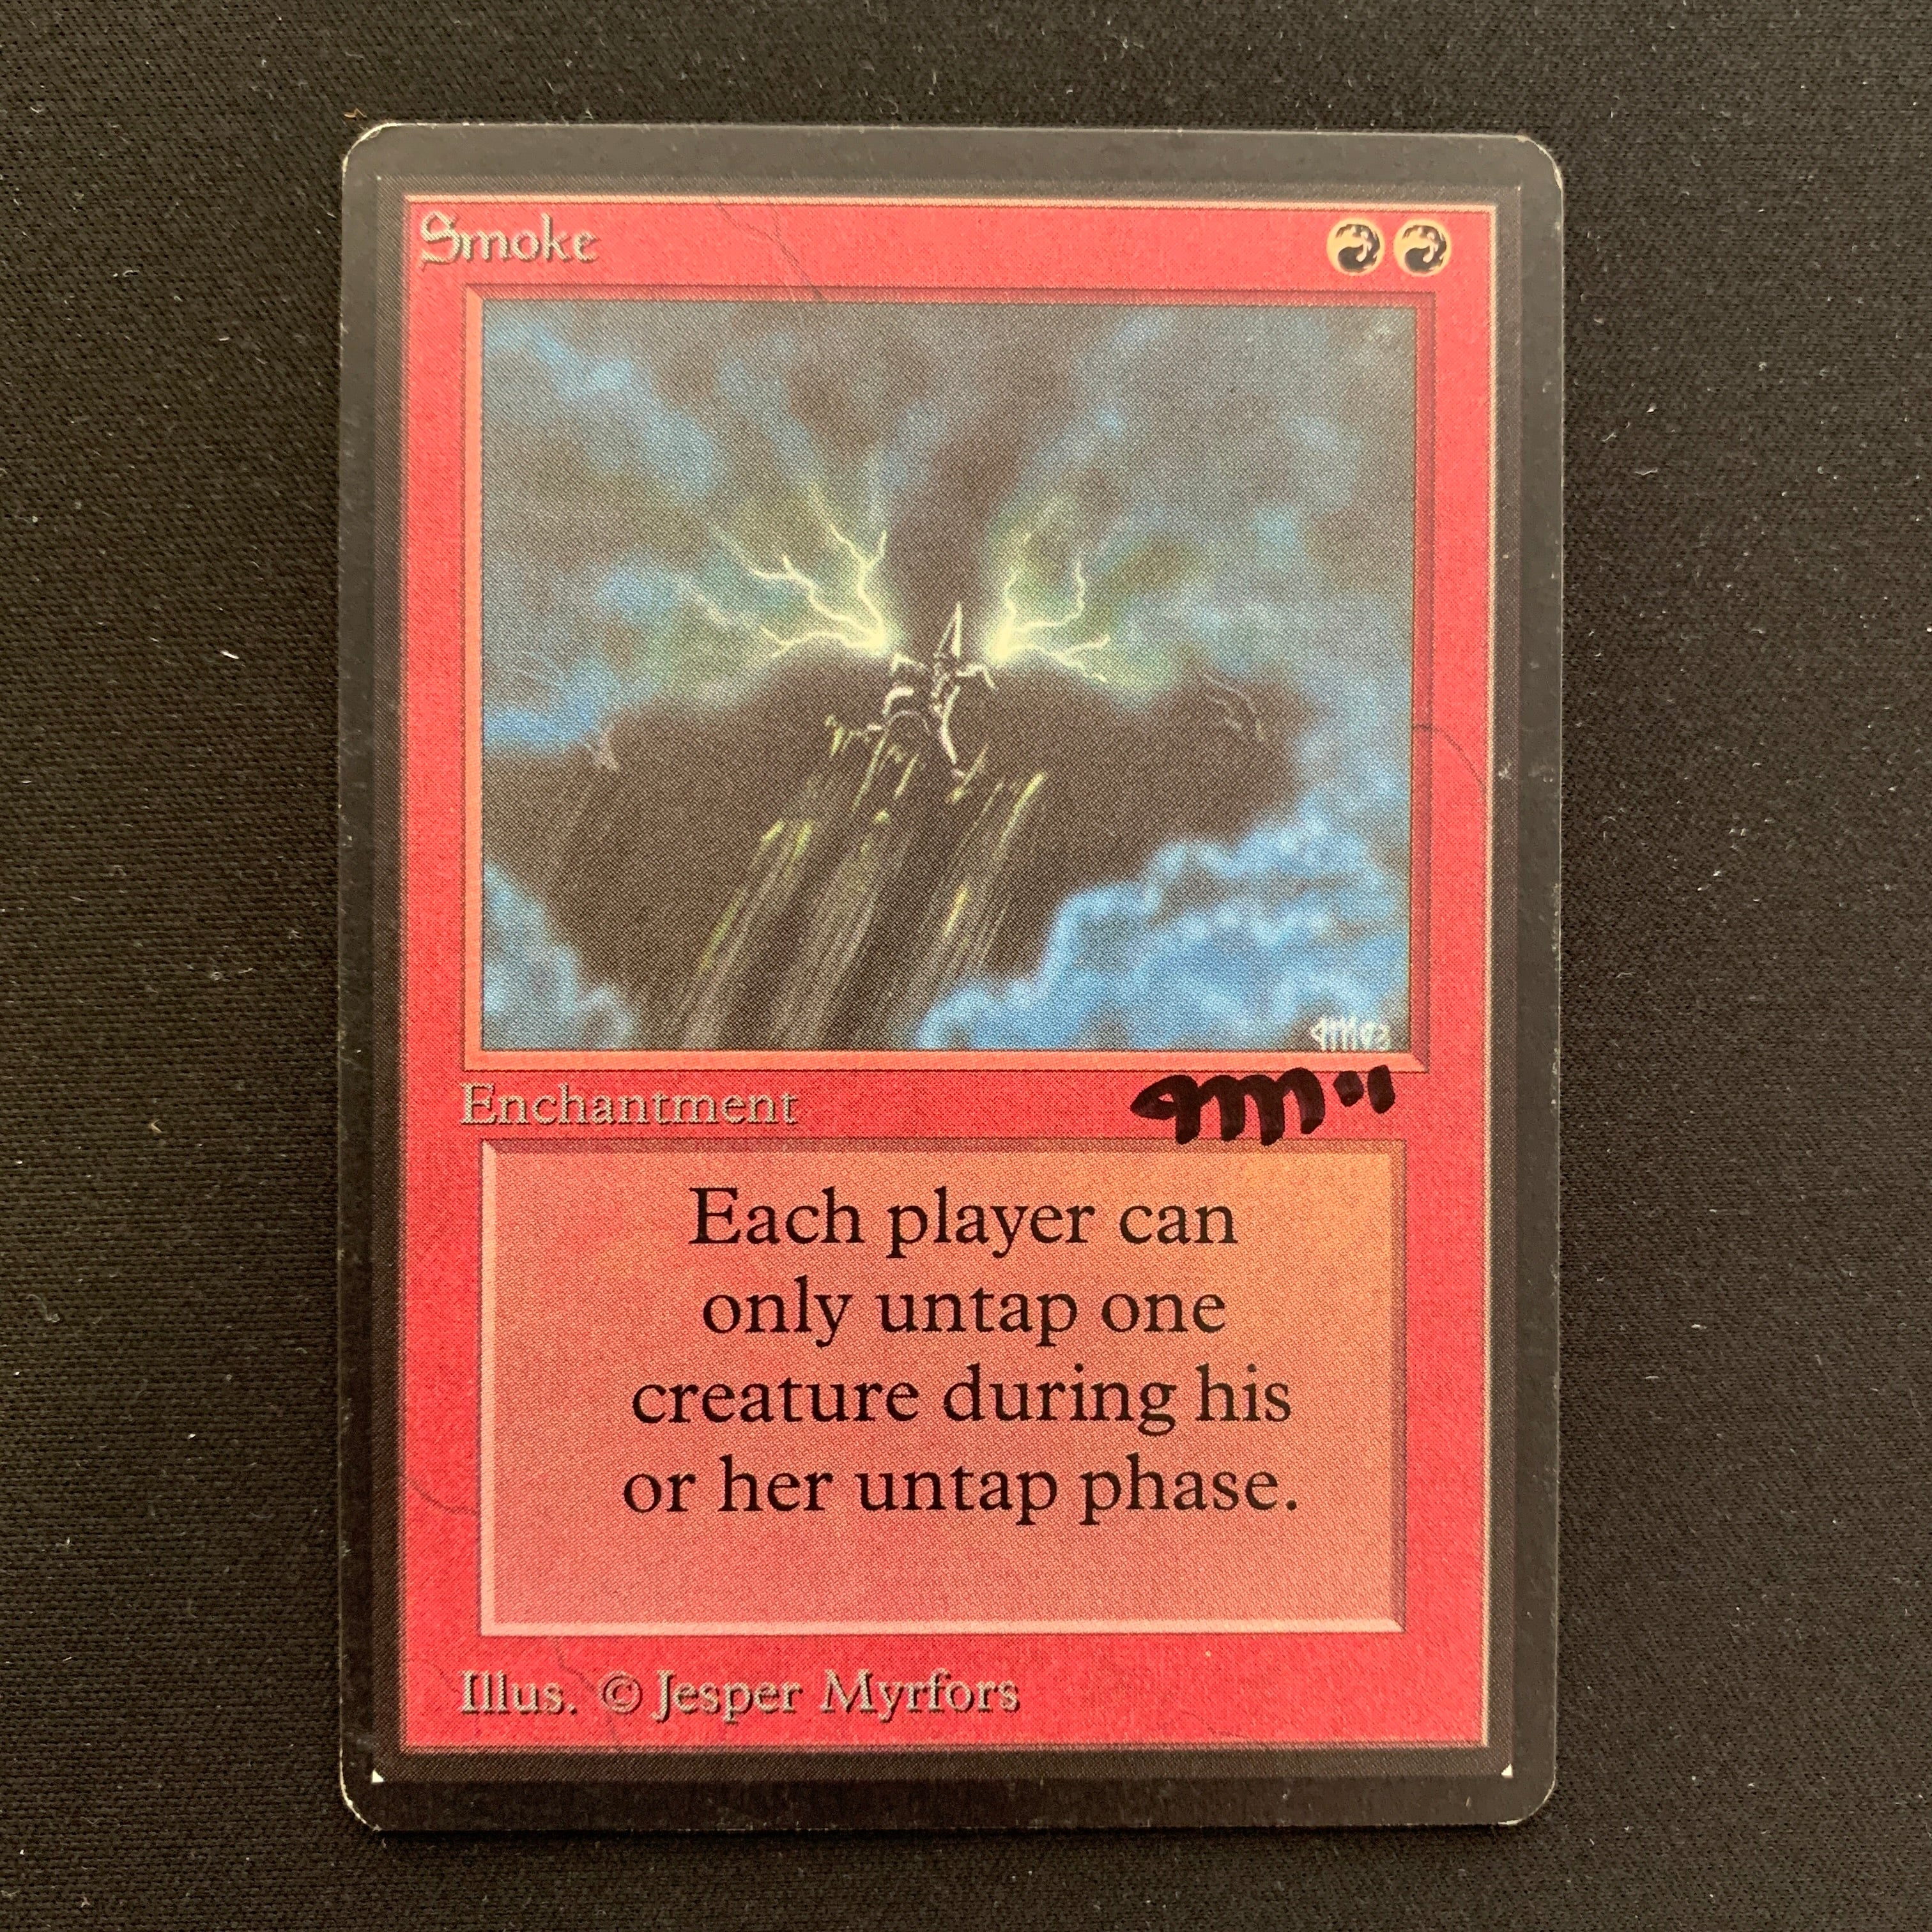 Smoke
Enchantment
Each player can
only untap one
creature during his
or her untap phase.
Illus. © Jesper Myrfors